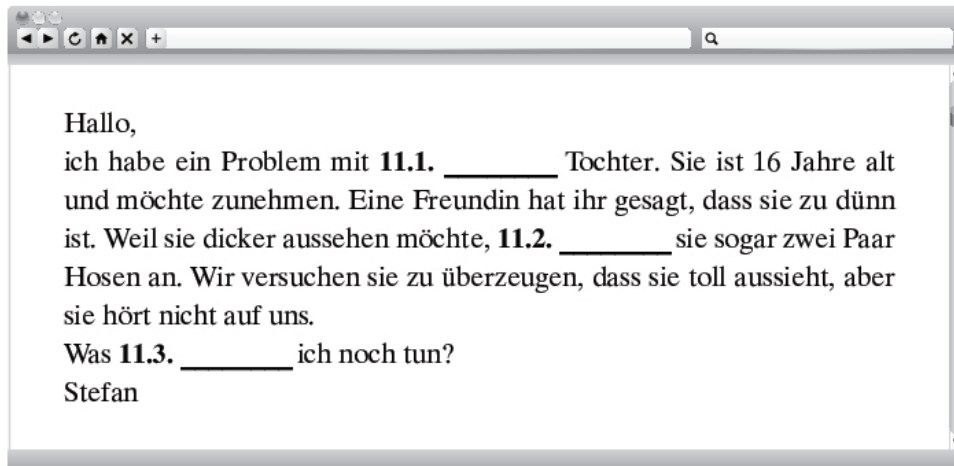 Hallo,
ich habe ein Problem mit 11.1. ________ Tochter. Sie ist 16 Jahre alt
und möchte zunehmen. Eine Freundin hat ihr gesagt, dass sie zu dünn
ist. Weil sie dicker aussehen möchte, 11.2. ________ sie sogar zwei Paar
Hosen an. Wir versuchen sie zu überzeugen, dass sie toll aussieht, aber
sie hört nicht auf uns.
Was 11.3. ________ ich noch tun?
Stefan